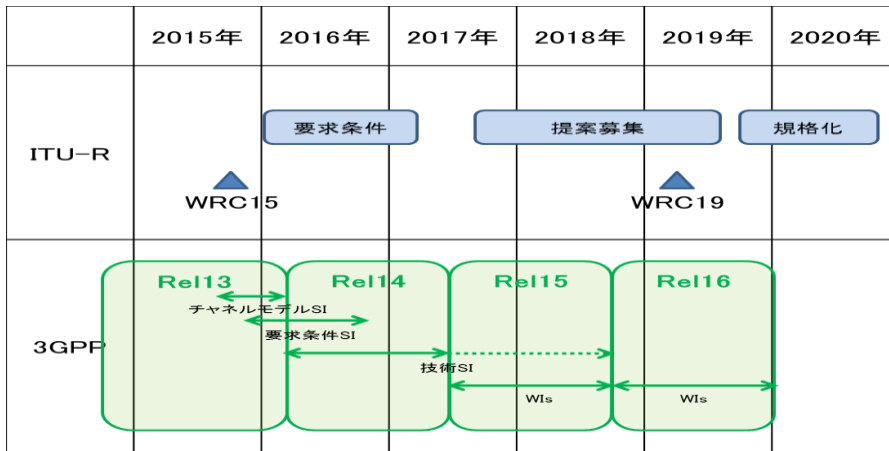 2015年 2016年 2017年 2018年 2019年 2020年
ITU-R
要求条件 提案募集 規格化
WRC15 WRC19
3GPP
Rel13 Rel14 Rel15 Rel16
チャネルモデルSI
要求条件SI
技術SI
WIs WIs